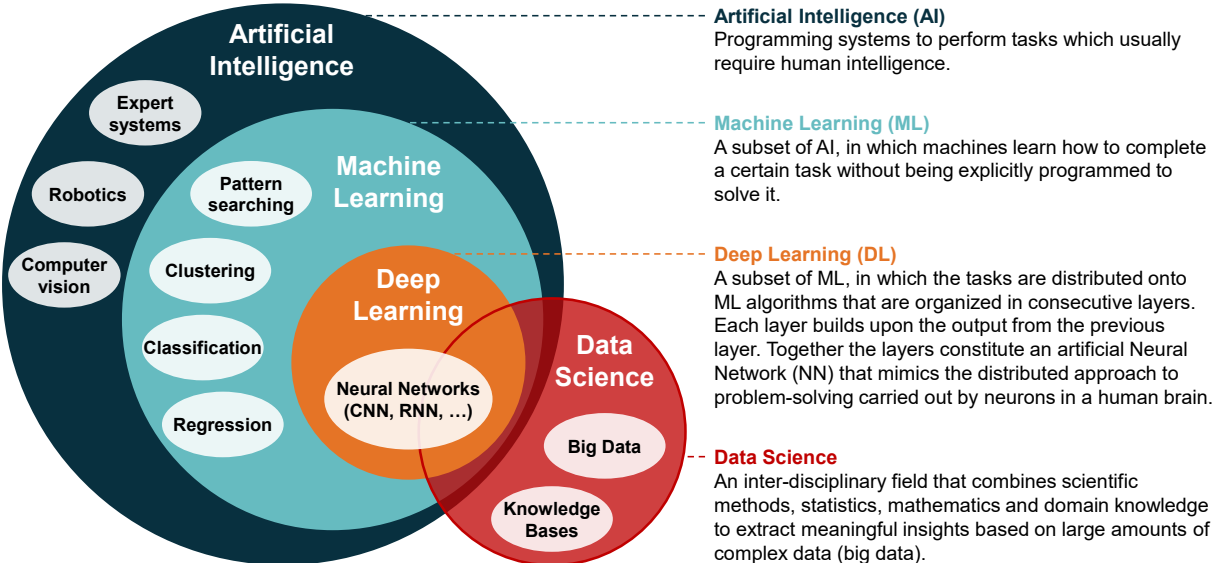 Artificial
Intelligence
Expert
systems
Robotics
Computer
vision
Machine
Learning
Pattern
searching
Clustering
Classification
Regression
Deep
Learning
Neural Networks
(CNN, RNN, …)
Data
Science
Big Data
Knowledge
Bases
Artificial Intelligence (AI)
Programming systems to perform tasks which usually
require human intelligence.
Machine Learning (ML)
A subset of AI, in which machines learn how to complete
a certain task without being explicitly programmed to
solve it.
Deep Learning (DL)
A subset of ML, in which the tasks are distributed onto
ML algorithms that are organized in consecutive layers.
Each layer builds upon the output from the previous
layer. Together the layers constitute an artificial Neural
Network (NN) that mimics the distributed approach to
problem-solving carried out by neurons in a human brain.
Data Science
An inter-disciplinary field that combines scientific
methods, statistics, mathematics and domain knowledge
to extract meaningful insights based on large amounts of
complex data (big data).